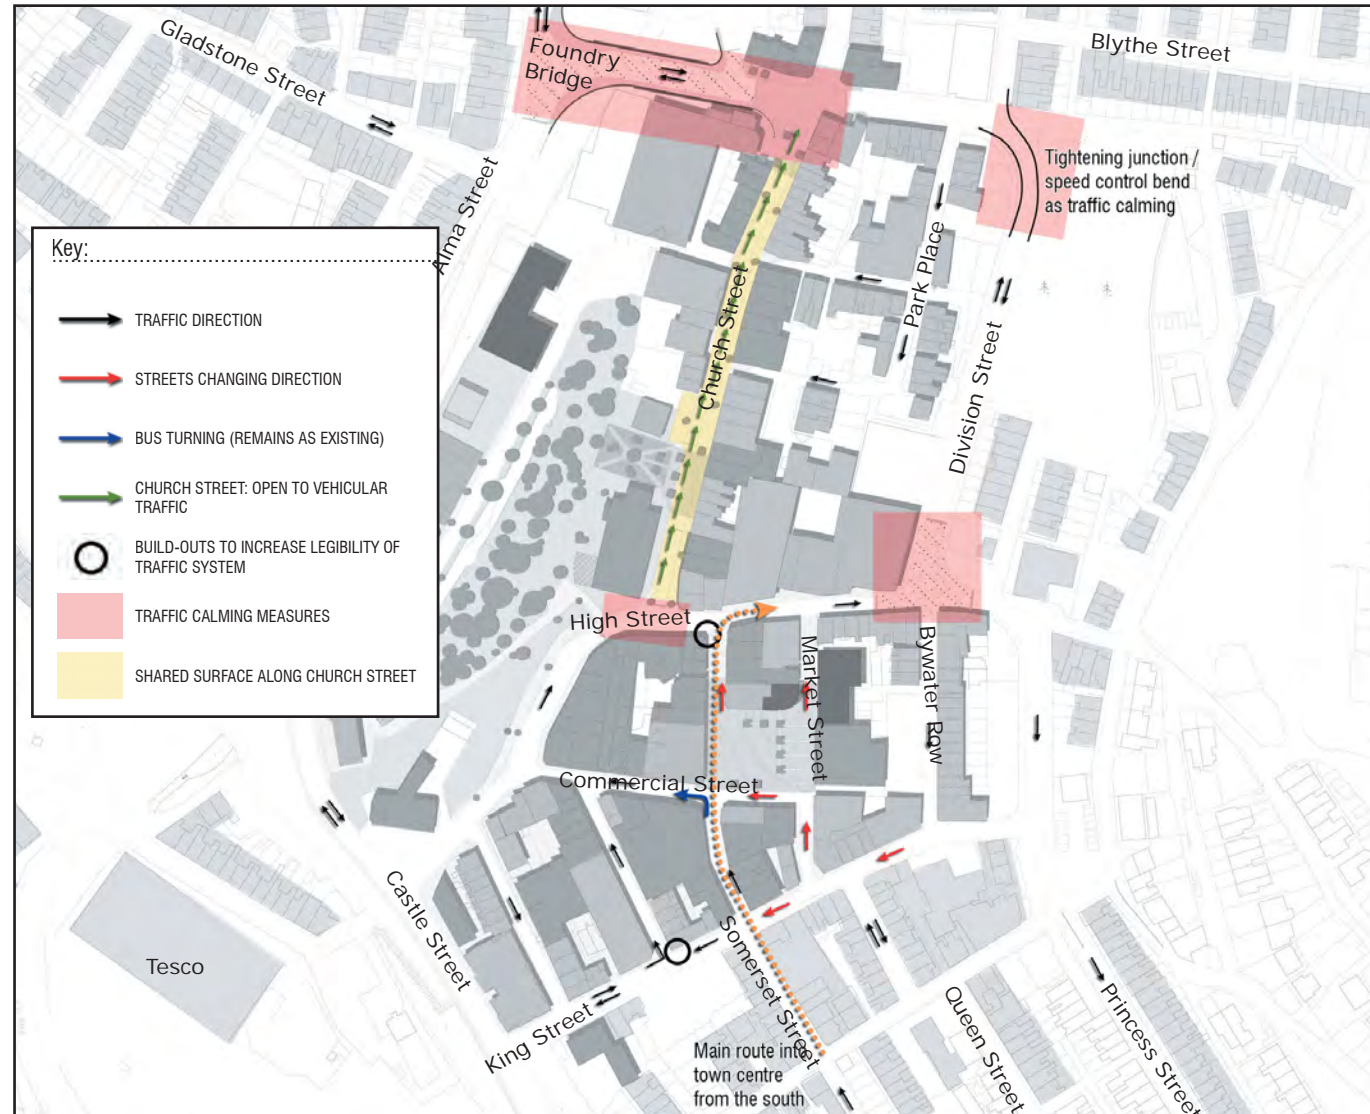 Gladstone Street
Foundry
Bridge
Blythe Street
Alma Street
Tightening junction /
speed control bend
as traffic calming
Park Place
Church Street
Division Street
Key:
TRAFFIC DIRECTION
STREETS CHANGING DIRECTION
BUS TURNING (REMAINS AS EXISTING)
CHURCH STREET: OPEN TO VEHICULAR
TRAFFIC
BUILD-OUTS TO INCREASE LEGIBILITY OF
TRAFFIC SYSTEM
TRAFFIC CALMING MEASURES
SHARED SURFACE ALONG CHURCH STREET
High Street
Market Street
Bywater Row
Commercial Street
Castle Street
Tesco
Somerset Street
King Street
Queen Street
Princess Street
Main route into
town centre
from the south